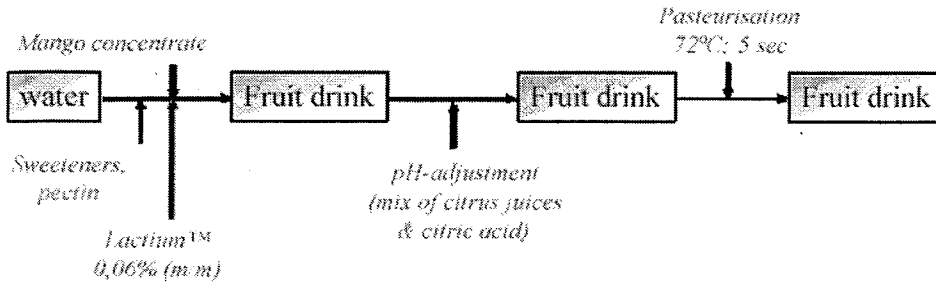 Mango concentrate
Pasteurisation
72ºC; 5 sec
water
Fruit drink
Fruit drink
Fruit drink
Sweeteners,
pectin
pH-adjustment
(mix of citrus juices
& citric acid)
Lactium™
0,06% (m/m)